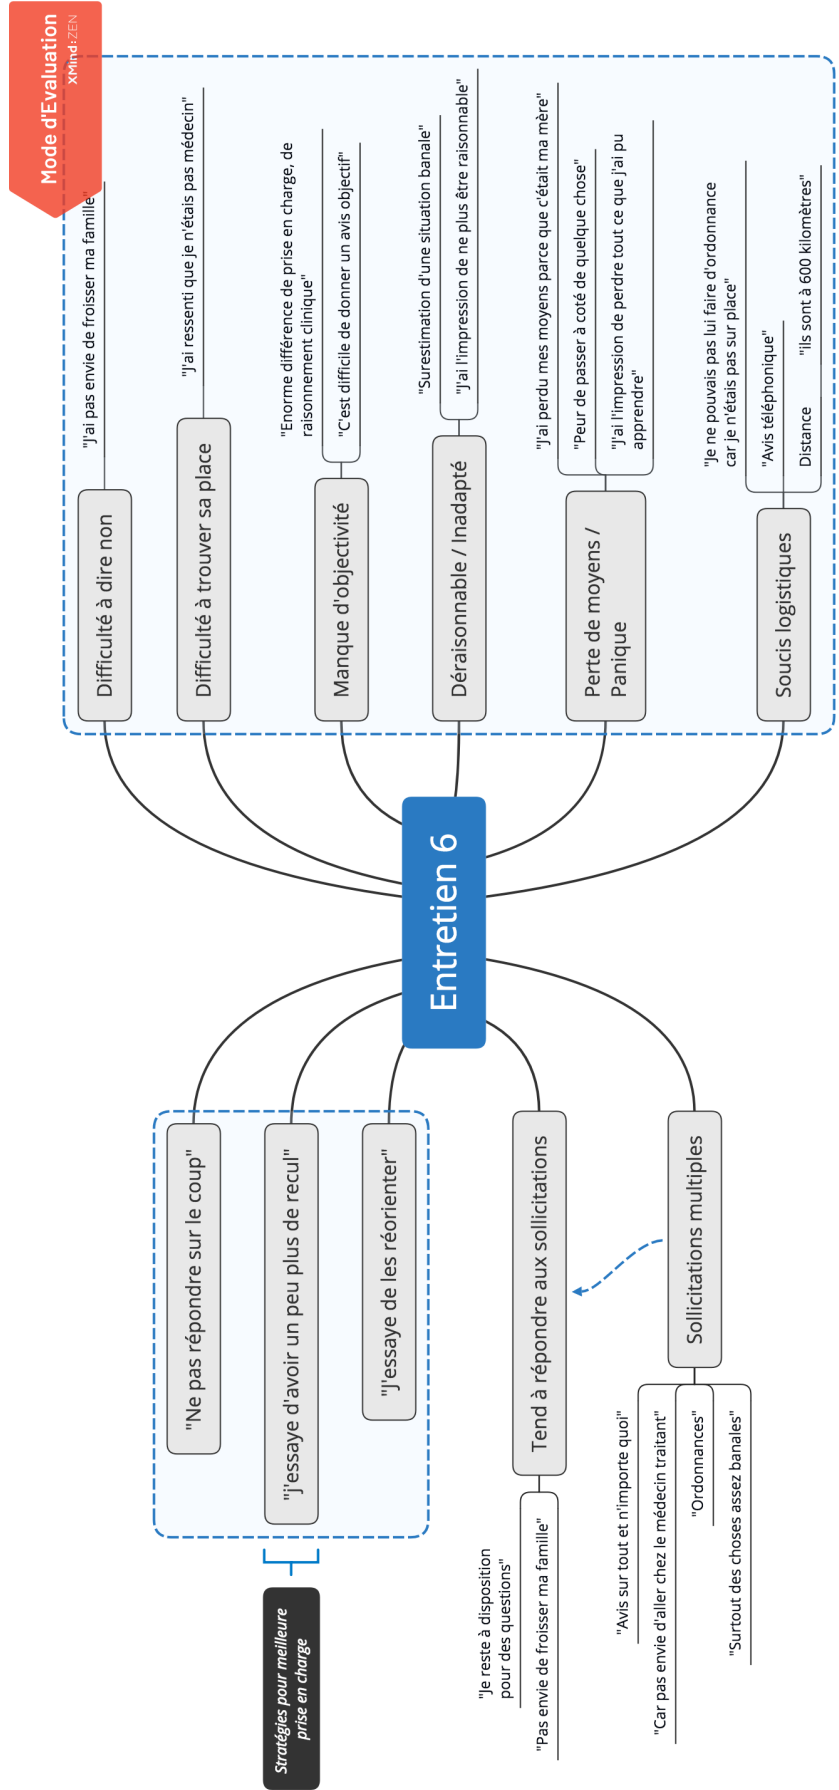 Mode d'Evaluation
XMind:ZEN
Entretien 6
Difficulté à dire non
"J'ai pas envie de froisser ma famille"
Difficulté à trouver sa place
"J'ai ressenti que je n'étais pas médecin"
Manque d'objectivité
"Enorme différence de prise en charge, de
raisonnement clinique"
"C'est difficile de donner un avis objectif"
Déraisonnable / Inadapté
"Surestimation d'une situation banale"
"J'ai l'impression de ne plus être raisonnable"
Perte de moyens /
Panique
"J'ai perdu mes moyens parce que c'était ma mère"
"Peur de passer à coté de quelque chose"
"J'ai l'impression de perdre tout ce que j'ai pu
apprendre"
Soucis logistiques
"Je ne pouvais pas lui faire d'ordonnance
car je n'étais pas sur place"
"Avis téléphonique"
Distance
"ils sont à 600 kilomètres"
"Ne pas répondre sur le coup"
"j'essaye d'avoir un peu plus de recul"
"J'essaye de les réorienter"
Stratégies pour meilleure
prise en charge
Tend à répondre aux sollicitations
"Je reste à disposition
pour des questions"
"Pas envie de froisser ma famille"
Sollicitations multiples
"Avis sur tout et n'importe quoi"
"Car pas envie d'aller chez le médecin traitant"
"Ordonnances"
"Surtout des choses assez banales"